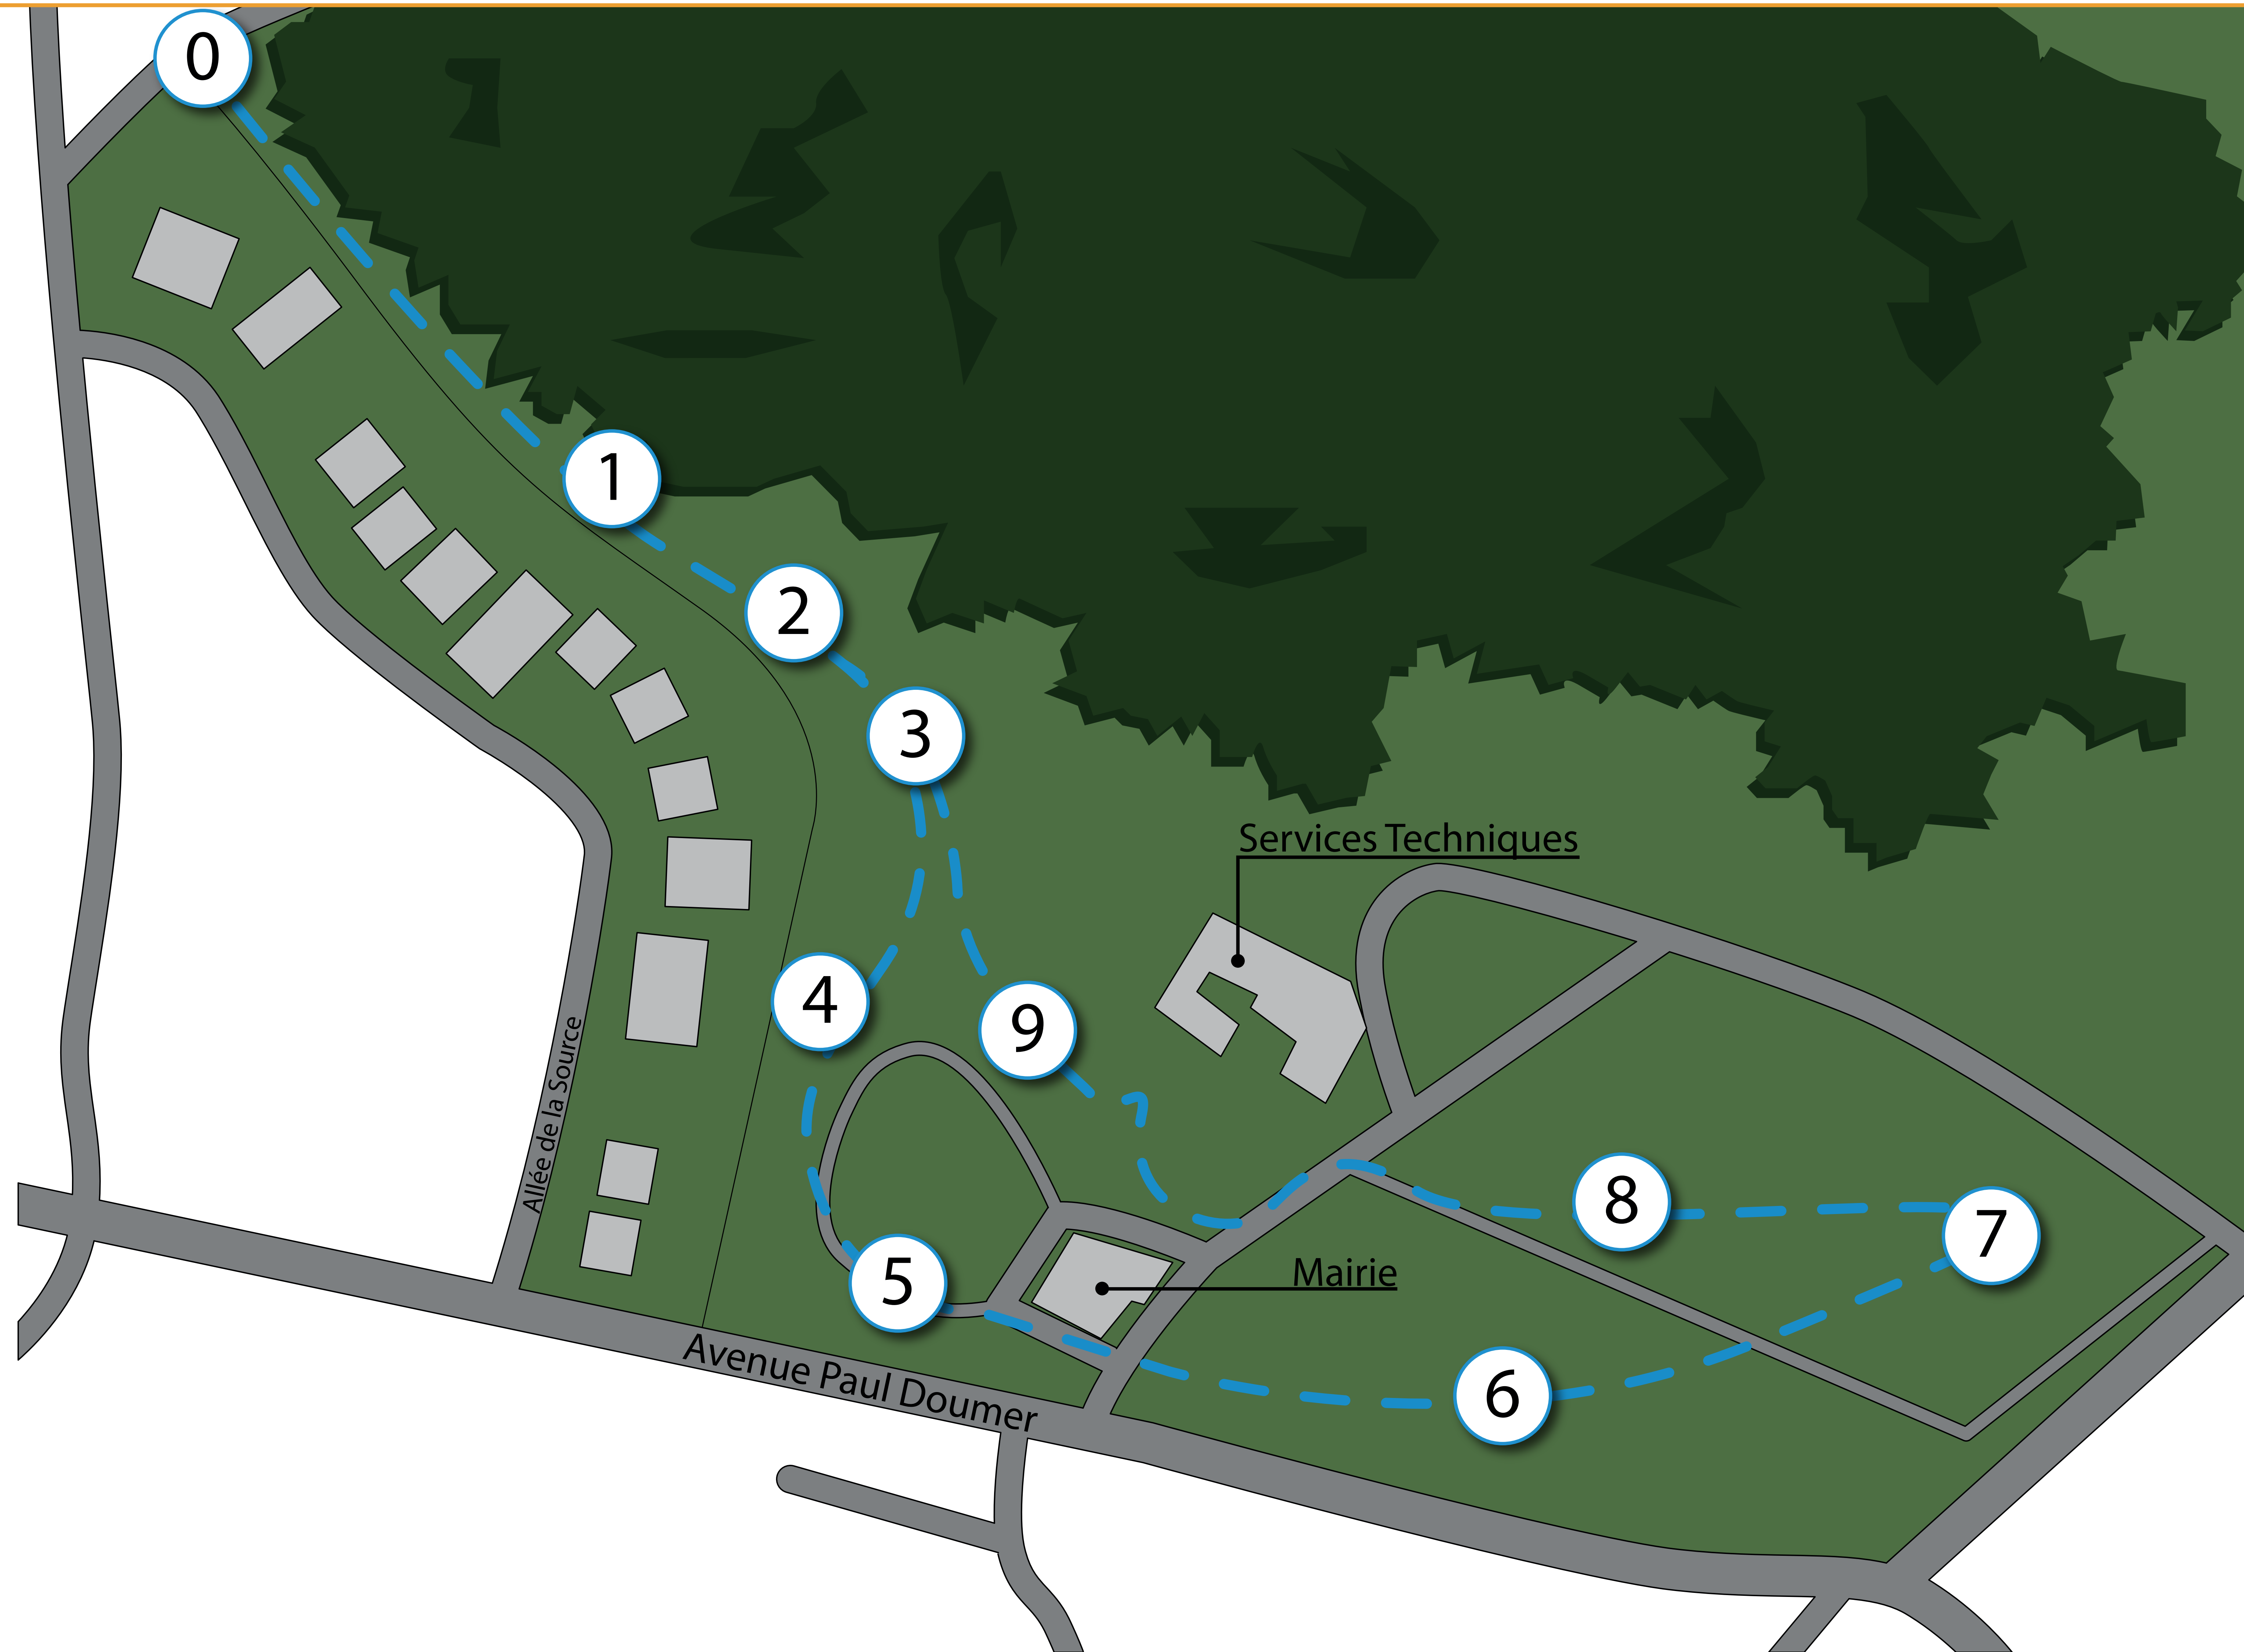 0
1
2
3
Services Techniques
4
9
Allée de la Source
8
7
5
Mairie
Avenue Paul Doumer
6